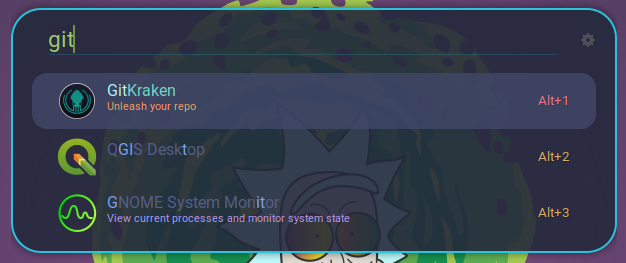 git
GitKraken
Unleash your repo
Alt+1
QGIS Desktop
Alt+2
GNOME System Monitor
View current processes and monitor system state
Alt+3